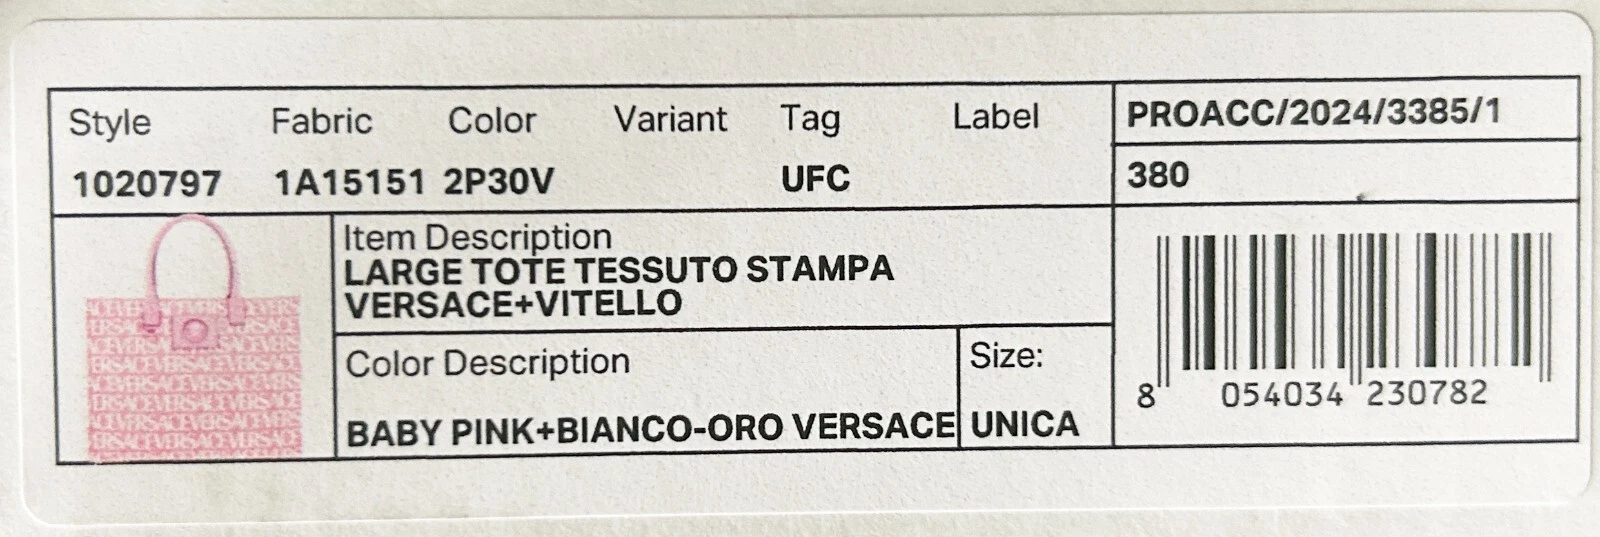 Style Fabric Color Variant Tag Label
1020797 1A15151 2P30V UFC
PROACC/2024/3385/1
380
Item Description
LARGE TOTE TESSUTO STAMPA
VERSACE+VITELLO
Color Description
BABY PINK+BIANCO-ORO VERSACE
Size:
UNICA
8 054034 230782